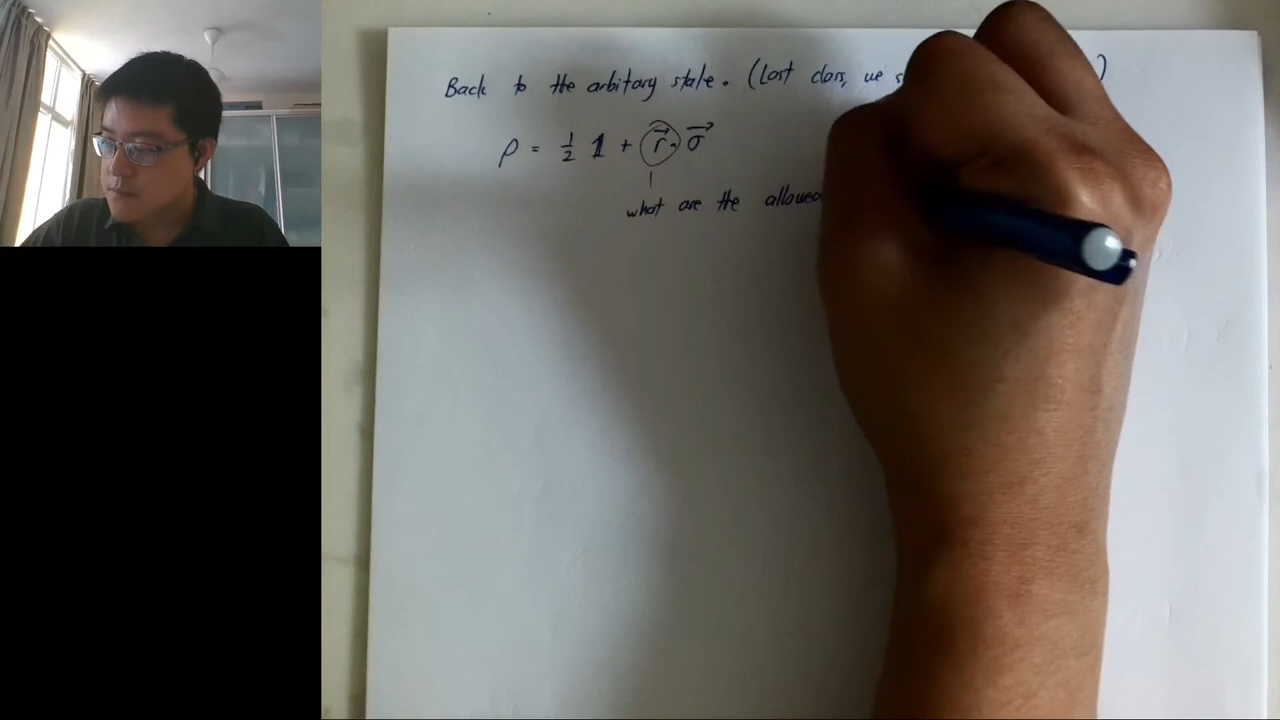 Back to the arbitary state. (Last class, we )
ρ = 1/2 𝟙 + r⃗ · σ⃗
what are the allowed